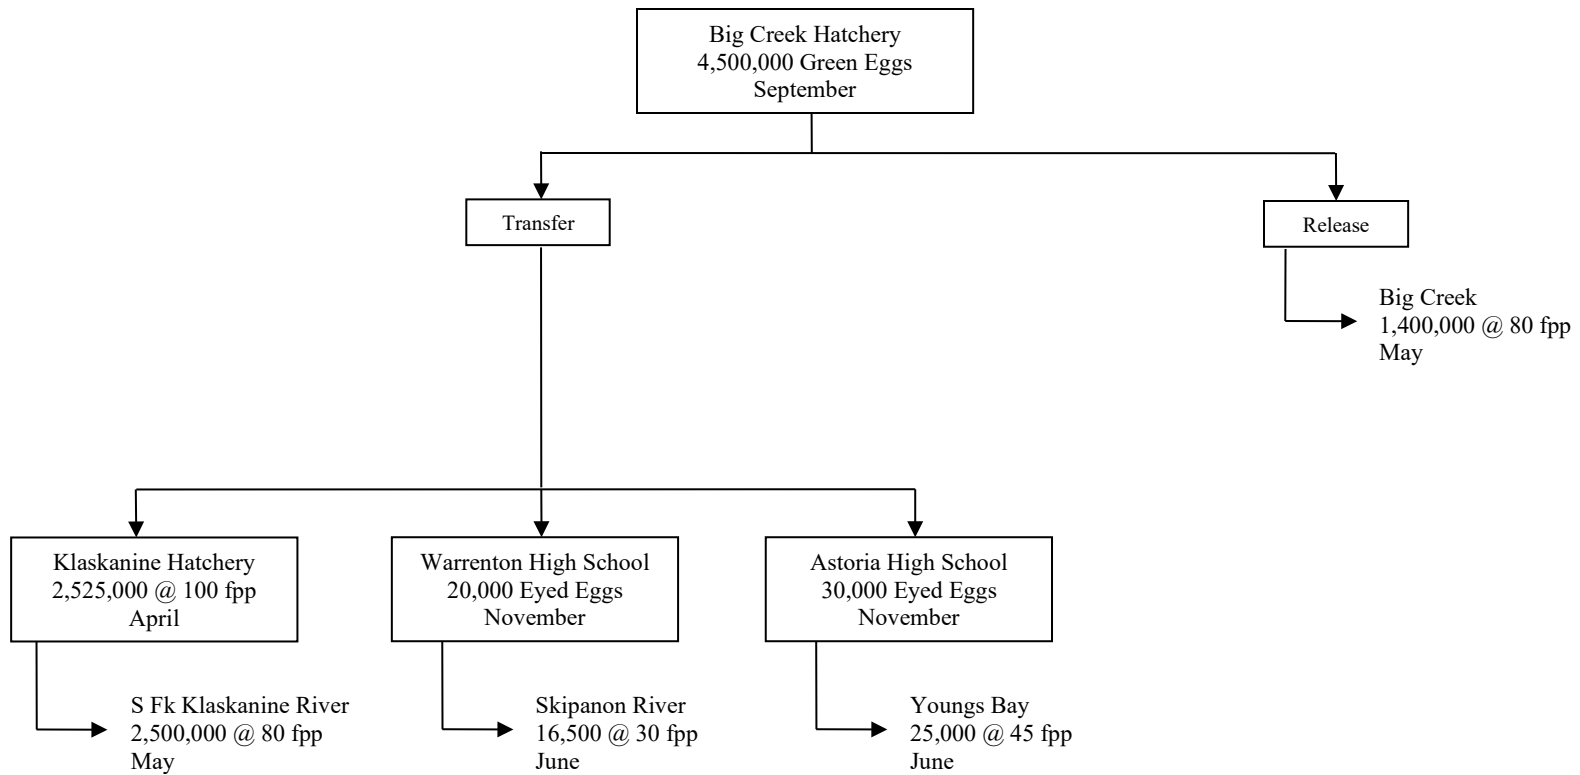 Big Creek Hatchery
4,500,000 Green Eggs
September
Transfer
Release
Big Creek
1,400,000 @ 80 fpp
May
Klaskanine Hatchery
2,525,000 @ 100 fpp
April
Warrenton High School
20,000 Eyed Eggs
November
Astoria High School
30,000 Eyed Eggs
November
S Fk Klaskanine River
2,500,000 @ 80 fpp
May
Skipanon River
16,500 @ 30 fpp
June
Youngs Bay
25,000 @ 45 fpp
June